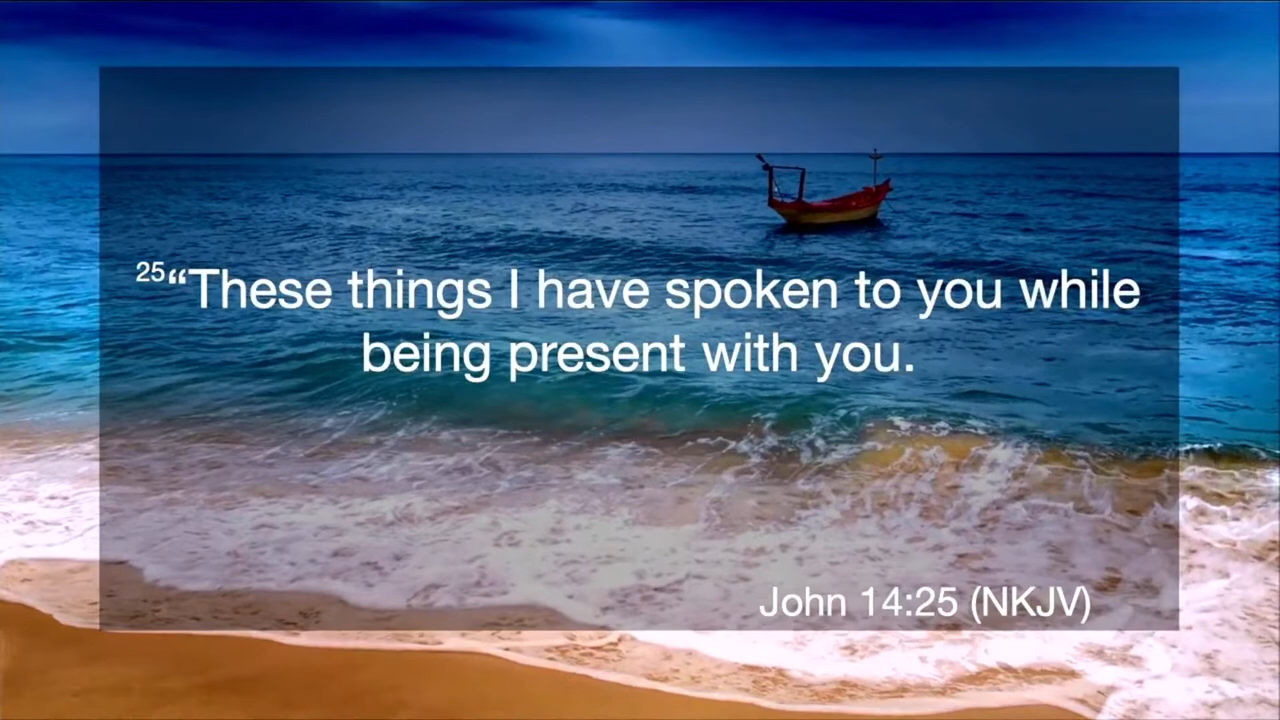 25“These things I have spoken to you while
being present with you.
John 14:25 (NKJV)